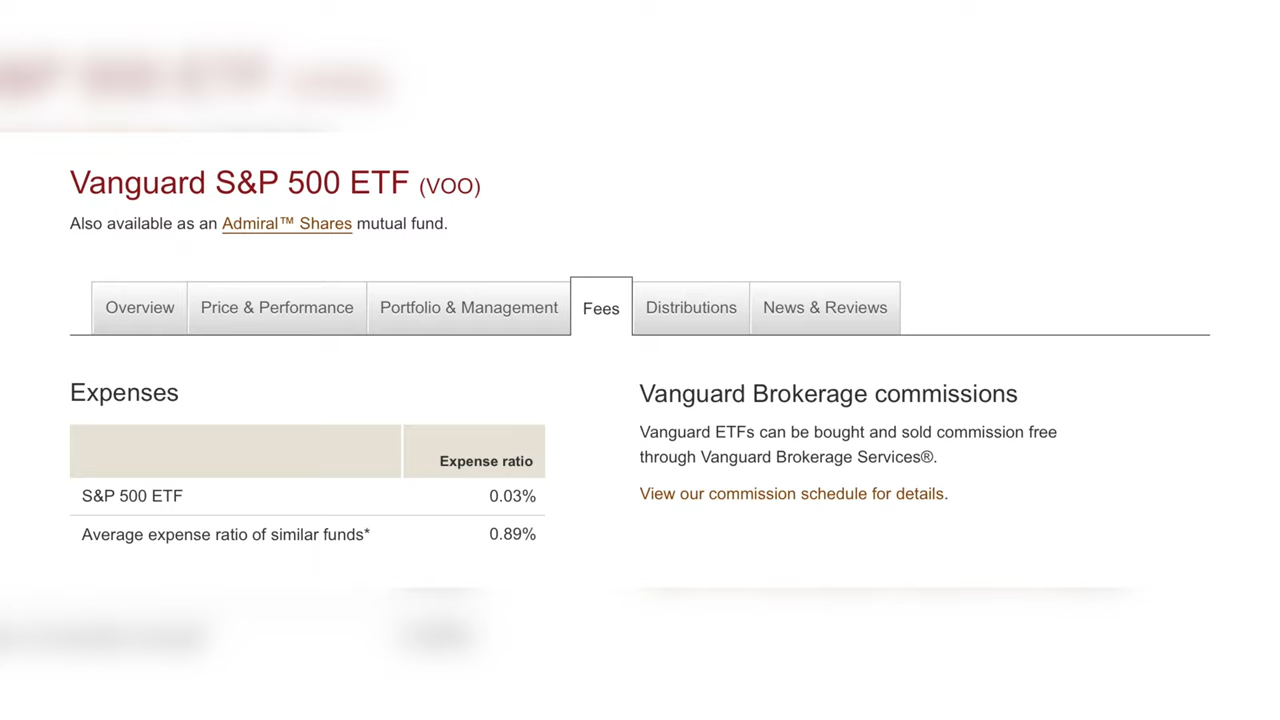 Vanguard S&P 500 ETF (VOO)
Also available as an Admiral™ Shares mutual fund.
Overview
Price & Performance
Portfolio & Management
Fees
Distributions
News & Reviews
Expenses
Expense ratio
S&P 500 ETF 0.03%
Average expense ratio of similar funds* 0.89%
Vanguard Brokerage commissions
Vanguard ETFs can be bought and sold commission free
through Vanguard Brokerage Services®.
View our commission schedule for details.